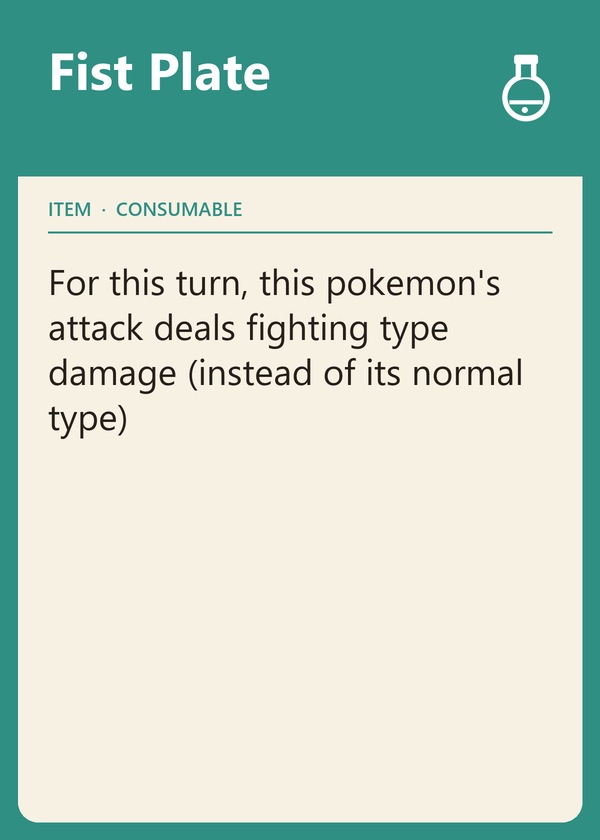 Fist Plate
ITEM · CONSUMABLE
For this turn, this pokemon's
attack deals fighting type
damage (instead of its normal
type)